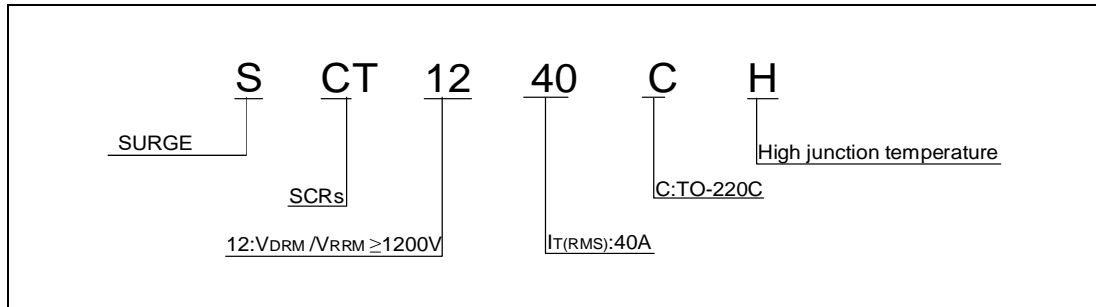 S CT 12 40 C H
SURGE
High junction temperature
SCRs
C:TO-220C
12:VDRM /VRRM ≥1200V
IT(RMS):40A